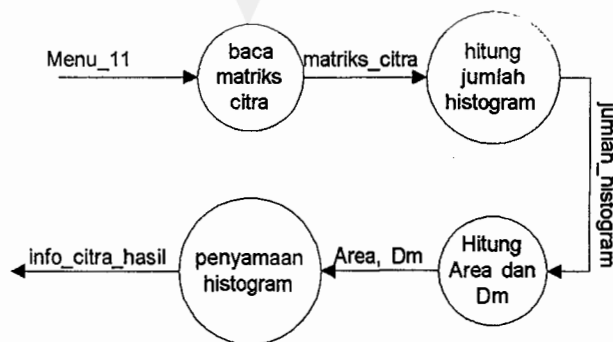 Menu_11
baca
matriks
citra
matriks_citra
hitung
jumlah
histogram
jumlah_histogram
Hitung
Area dan
Dm
Area, Dm
penyamaan
histogram
info_citra_hasil